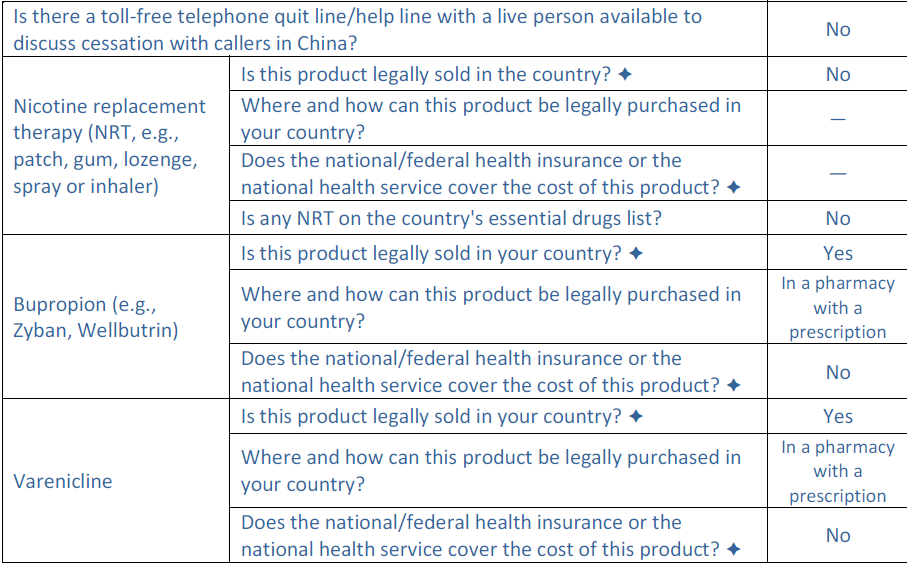 Is there a toll-free telephone quit line/help line with a live person available to
discuss cessation with callers in China?
No
Nicotine replacement
therapy (NRT, e.g.,
patch, gum, lozenge,
spray or inhaler)
Is this product legally sold in the country? ✦
No
Where and how can this product be legally purchased in
your country?
—
Does the national/federal health insurance or the
national health service cover the cost of this product? ✦
—
Is any NRT on the country's essential drugs list?
No
Bupropion (e.g.,
Zyban, Wellbutrin)
Is this product legally sold in your country? ✦
Yes
Where and how can this product be legally purchased in
your country?
In a pharmacy
with a
prescription
Does the national/federal health insurance or the
national health service cover the cost of this product? ✦
No
Varenicline
Is this product legally sold in your country? ✦
Yes
Where and how can this product be legally purchased in
your country?
In a pharmacy
with a
prescription
Does the national/federal health insurance or the
national health service cover the cost of this product? ✦
No